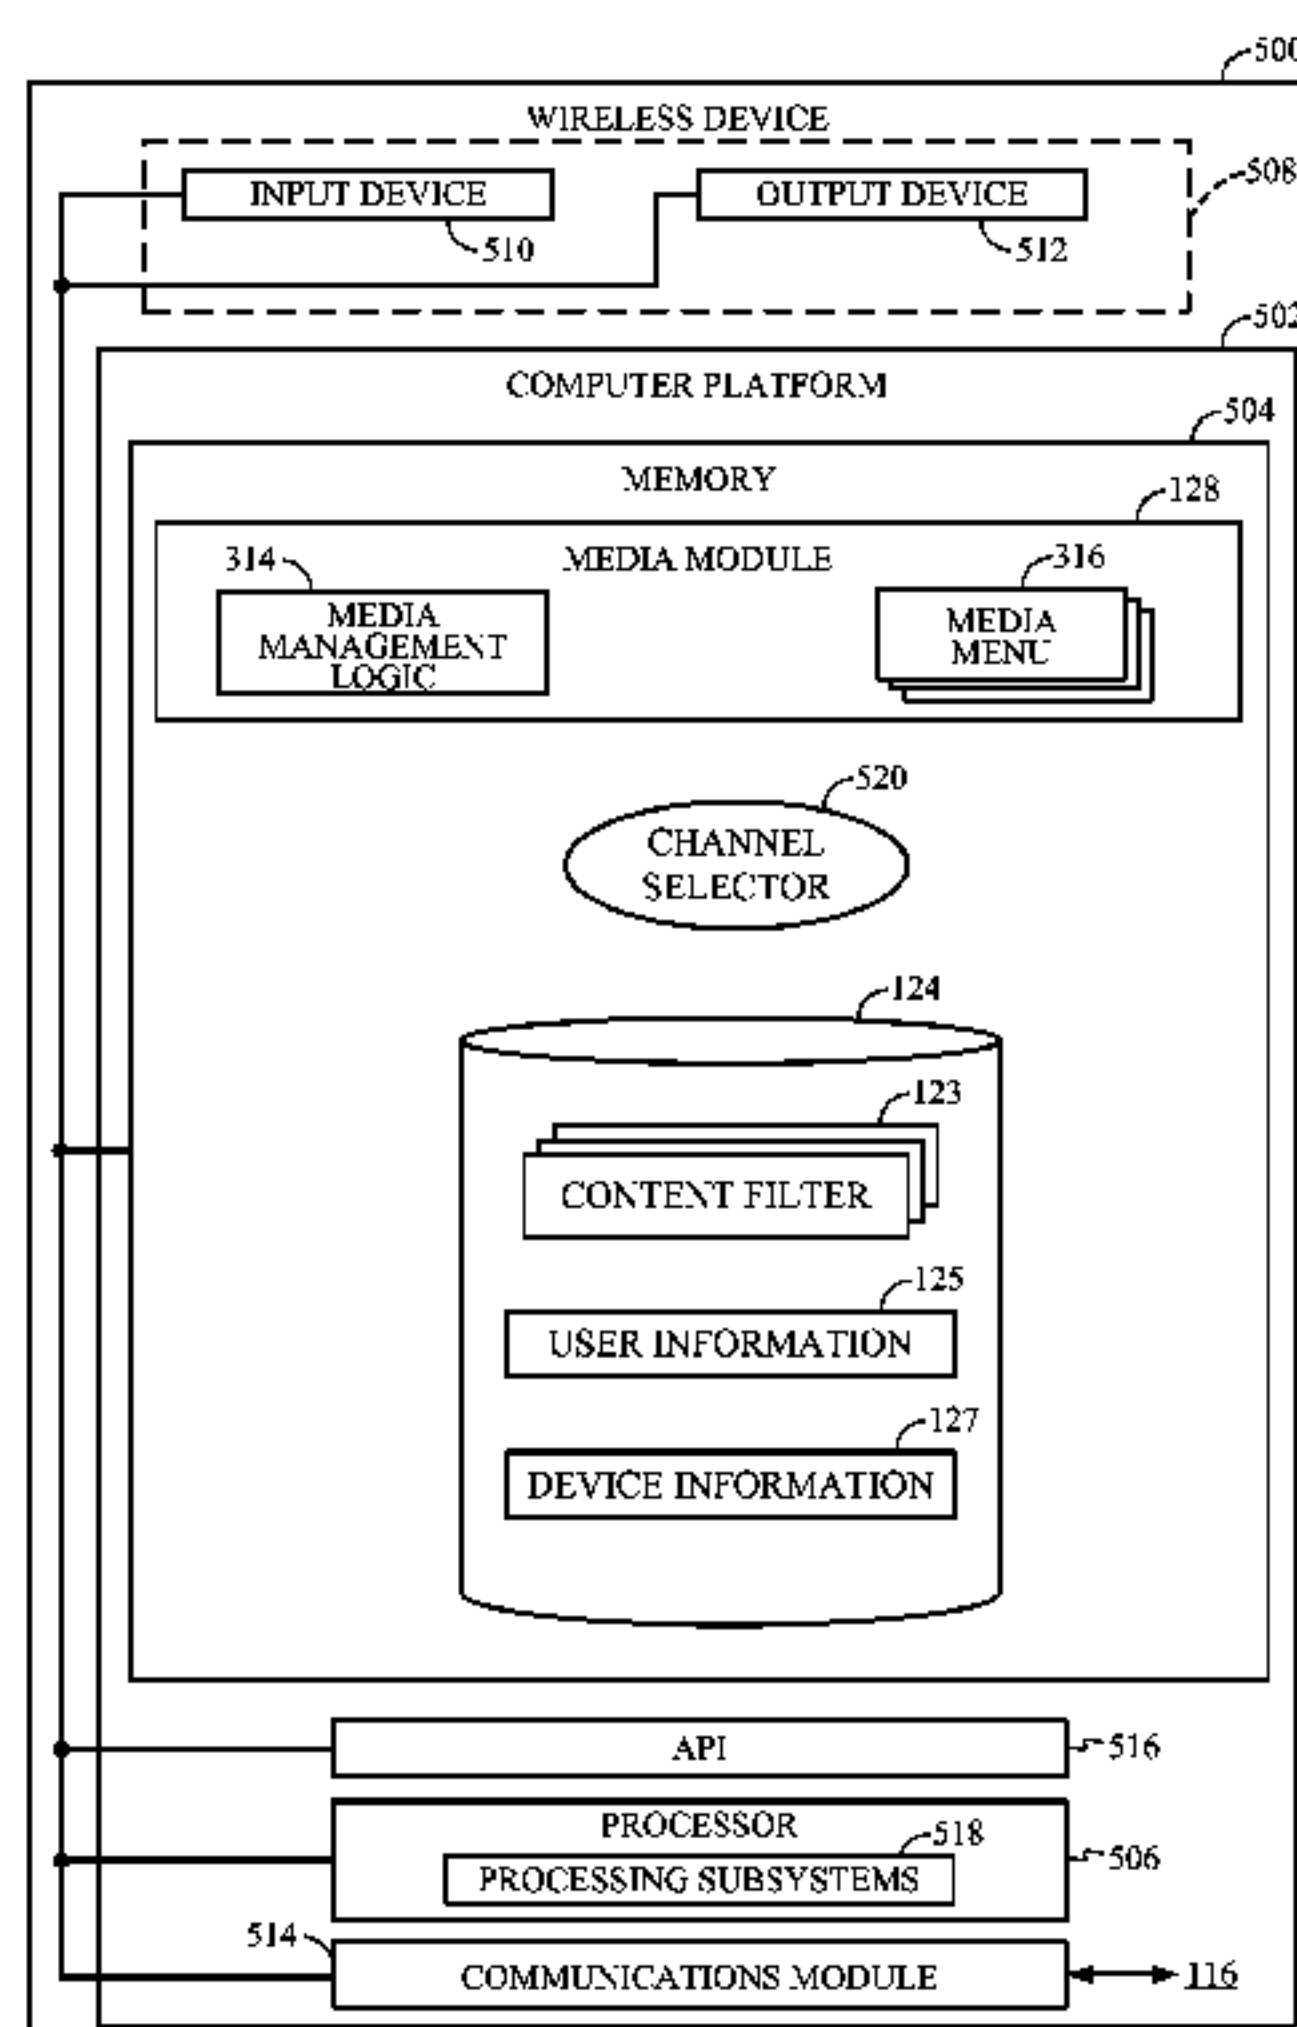 500
WIRELESS DEVICE
508
INPUT DEVICE
OUTPUT DEVICE
510
512
502
COMPUTER PLATFORM
504
MEMORY
128
314
MEDIA MODULE
316
MEDIA
MANAGEMENT
LOGIC
MEDIA
MENU
520
CHANNEL
SELECTOR
124
123
CONTENT FILTER
125
USER INFORMATION
127
DEVICE INFORMATION
API
516
PROCESSOR
518
PROCESSING SUBSYSTEMS
506
514
COMMUNICATIONS MODULE
116